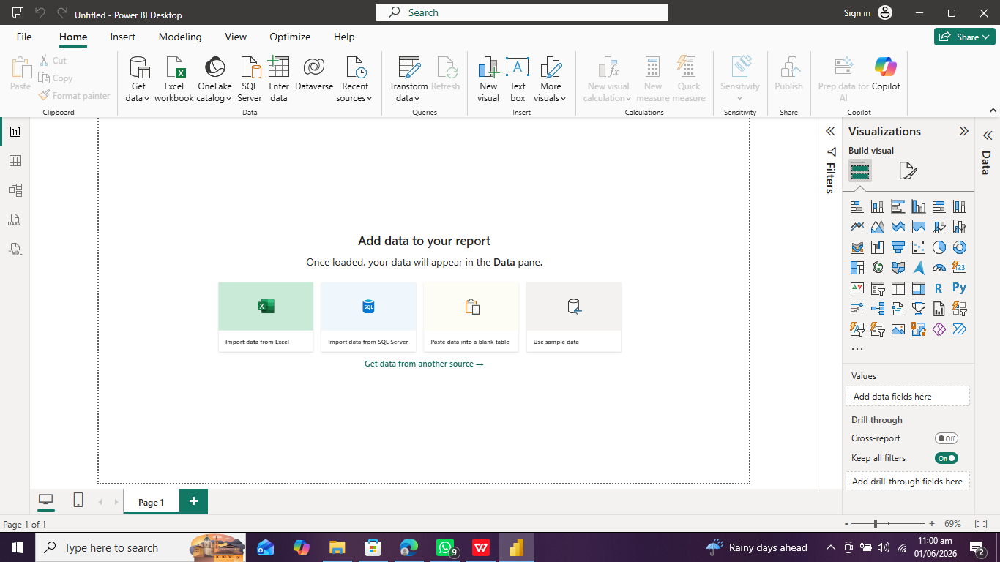 Untitled - Power BI Desktop
Search
Sign in
File Home Insert Modeling View Optimize Help
Share
Paste
Cut
Copy
Format painter
Clipboard
Get data
Excel workbook
OneLake catalog
SQL Server
Enter data
Dataverse
Recent sources
Data
Transform data
Refresh
Queries
New visual
Text box
More visuals
Insert
New visual calculation
New measure
Quick measure
Calculations
Sensitivity
Sensitivity
Publish
Share
Prep data for AI
Copilot
Copilot
DAX
TMDL
Add data to your report
Once loaded, your data will appear in the Data pane.
SQL
Import data from Excel
Import data from SQL Server
Paste data into a blank table
Use sample data
Get data from another source →
Filters
Visualizations
Build visual
123
R
Py
...
Values
Add data fields here
Drill through
Cross-report
Off
Keep all filters
On
Add drill-through fields here
Data
Page 1
+
Page 1 of 1
- + 69%
Type here to search
9
Rainy days ahead
11:00 am
01/06/2026
2